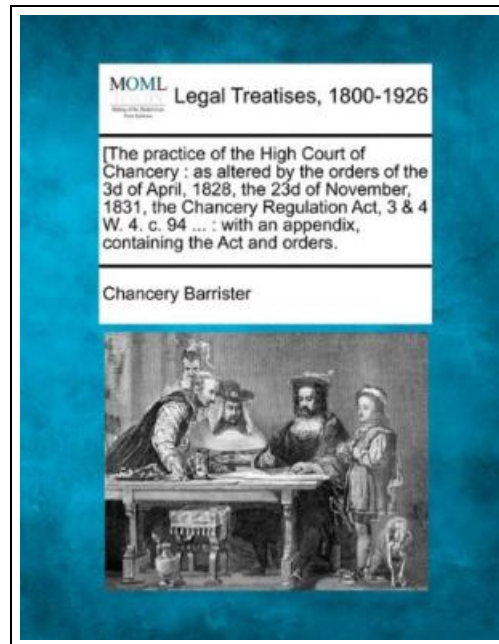 MOML
Legal Treatises, 1800-1926
[The practice of the High Court of
Chancery : as altered by the orders of the
3d of April, 1828, the 23d of November,
1831, the Chancery Regulation Act, 3 & 4
W. 4. c. 94 ... : with an appendix,
containing the Act and orders.
Chancery Barrister